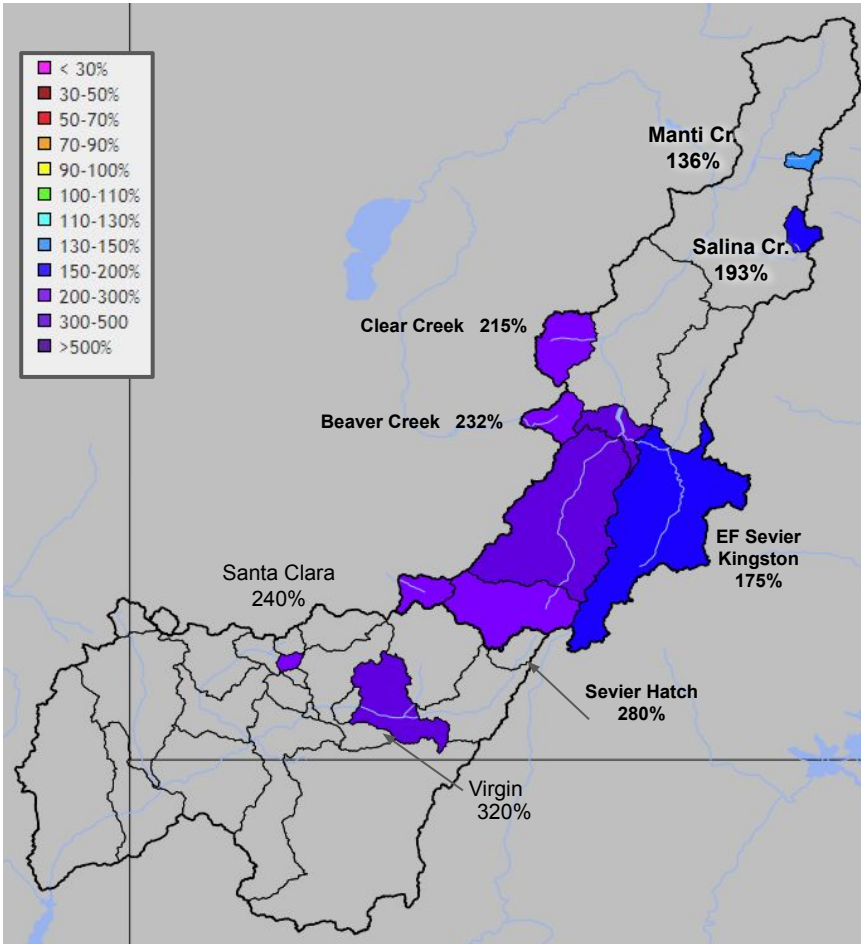 < 30%
30-50%
50-70%
70-90%
90-100%
100-110%
110-130%
130-150%
150-200%
200-300%
300-500
>500%
Manti Cr.
136%
Salina Cr.
193%
Clear Creek 215%
Beaver Creek 232%
EF Sevier
Kingston
175%
Santa Clara
240%
Sevier Hatch
280%
Virgin
320%